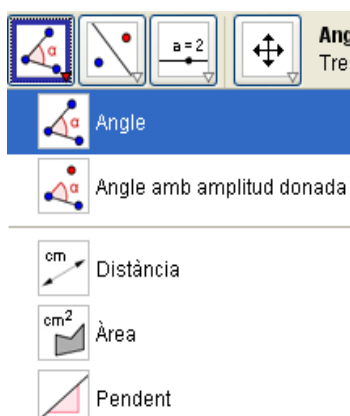 a = 2
Ang
Tre
α
α
Angle
α
Angle amb amplitud donada
cm
Distància
cm²
Àrea
Pendent